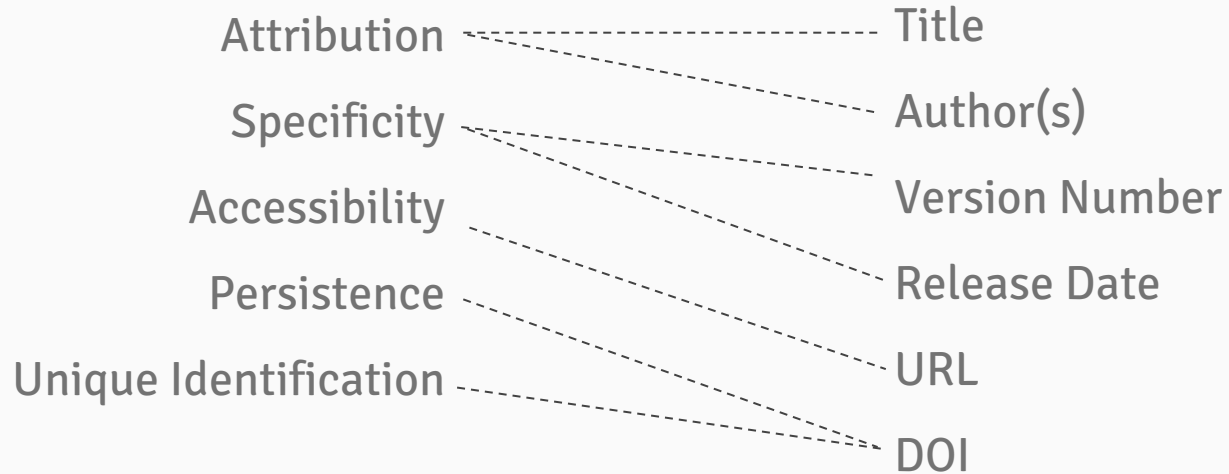 Attribution
Specificity
Accessibility
Persistence
Unique Identification
Title
Author(s)
Version Number
Release Date
URL
DOI